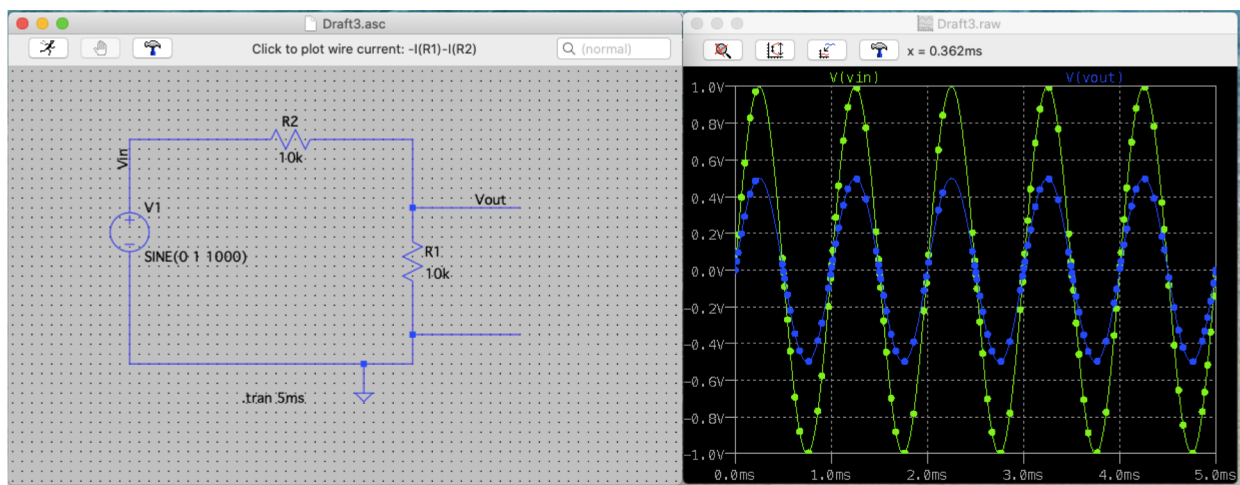 Draft3.asc
Click to plot wire current: -I(R1)-I(R2)
(normal)
R2
10k
Vin
V1
SINE(0 1 1000)
Vout
R1
10k
.tran 5ms
Draft3.raw
x = 0.362ms
V(vin) V(vout)
1.0V
0.8V
0.6V
0.4V
0.2V
0.0V
-0.2V
-0.4V
-0.6V
-0.8V
-1.0V
0.0ms 1.0ms 2.0ms 3.0ms 4.0ms 5.0ms